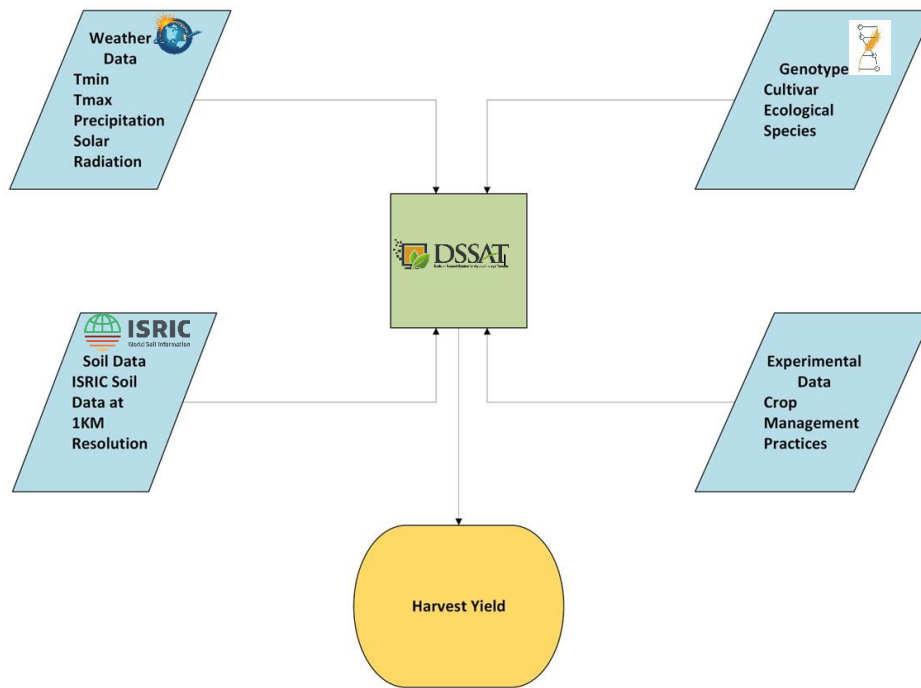 Weather
Data
Tmin
Tmax
Precipitation
Solar
Radiation
Genotype
Cultivar
Ecological
Species
DSSAT
ISRIC
World Soil Information
Soil Data
ISRIC Soil
Data at
1KM
Resolution
Experimental
Data
Crop
Management
Practices
Harvest Yield